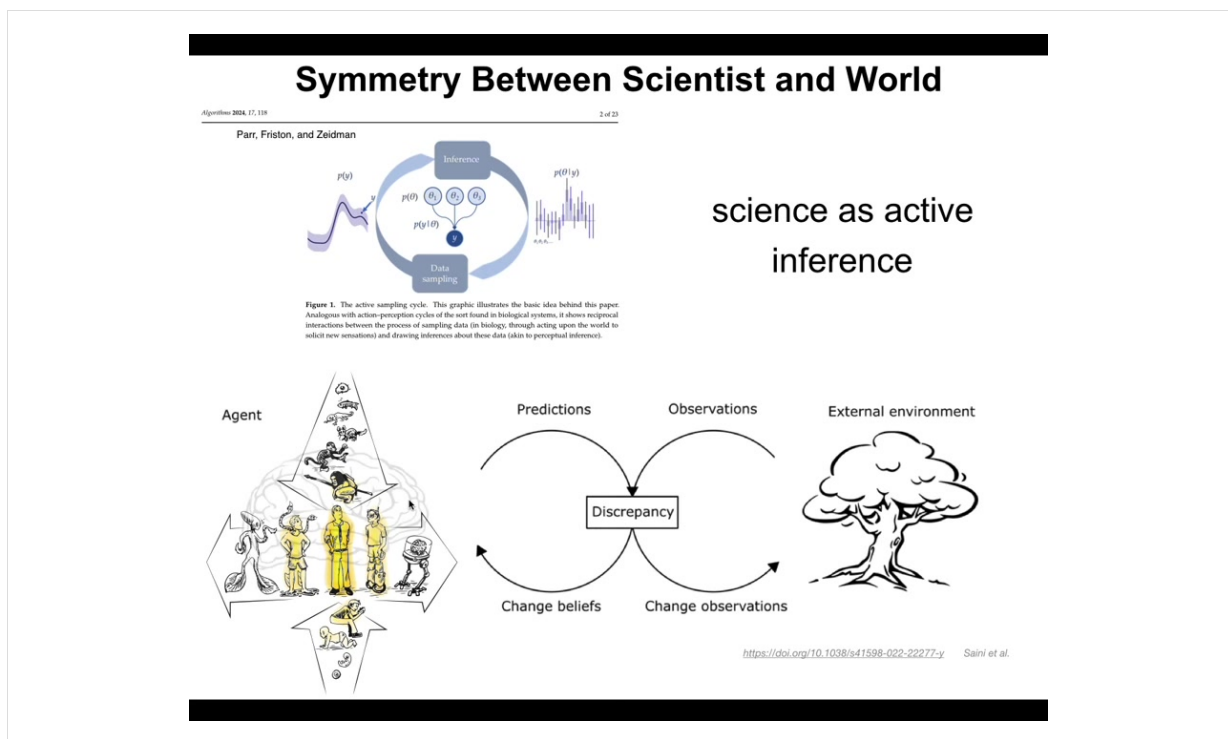 Symmetry Between Scientist and World
Algorithms 2024, 17, 118
2 of 23
Parr, Friston, and Zeidman
Inference
p(y)
y
p(θ)
θ1 θ2 θ3
p(y|θ)
y
p(θ|y)
Data
sampling
Figure 1. The active sampling cycle. This graphic illustrates the basic idea behind this paper.
Analogous with action–perception cycles of the sort found in biological systems, it shows reciprocal
interactions between the process of sampling data (in biology, through acting upon the world to
solicit new sensations) and drawing inferences about these data (akin to perceptual inference).
science as active
inference
Agent
Predictions
Observations
External environment
Discrepancy
Change beliefs
Change observations
https://doi.org/10.1038/s41598-022-22277-y Saini et al.